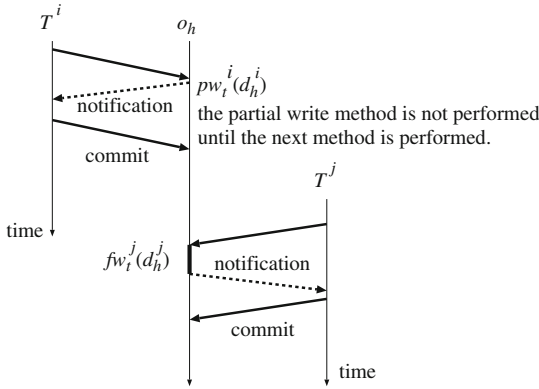 T^i
o_h
pw_t^i(d_h^i)
notification
the partial write method is not performed
until the next method is performed.
commit
T^j
time
fw_t^j(d_h^j)
notification
commit
time